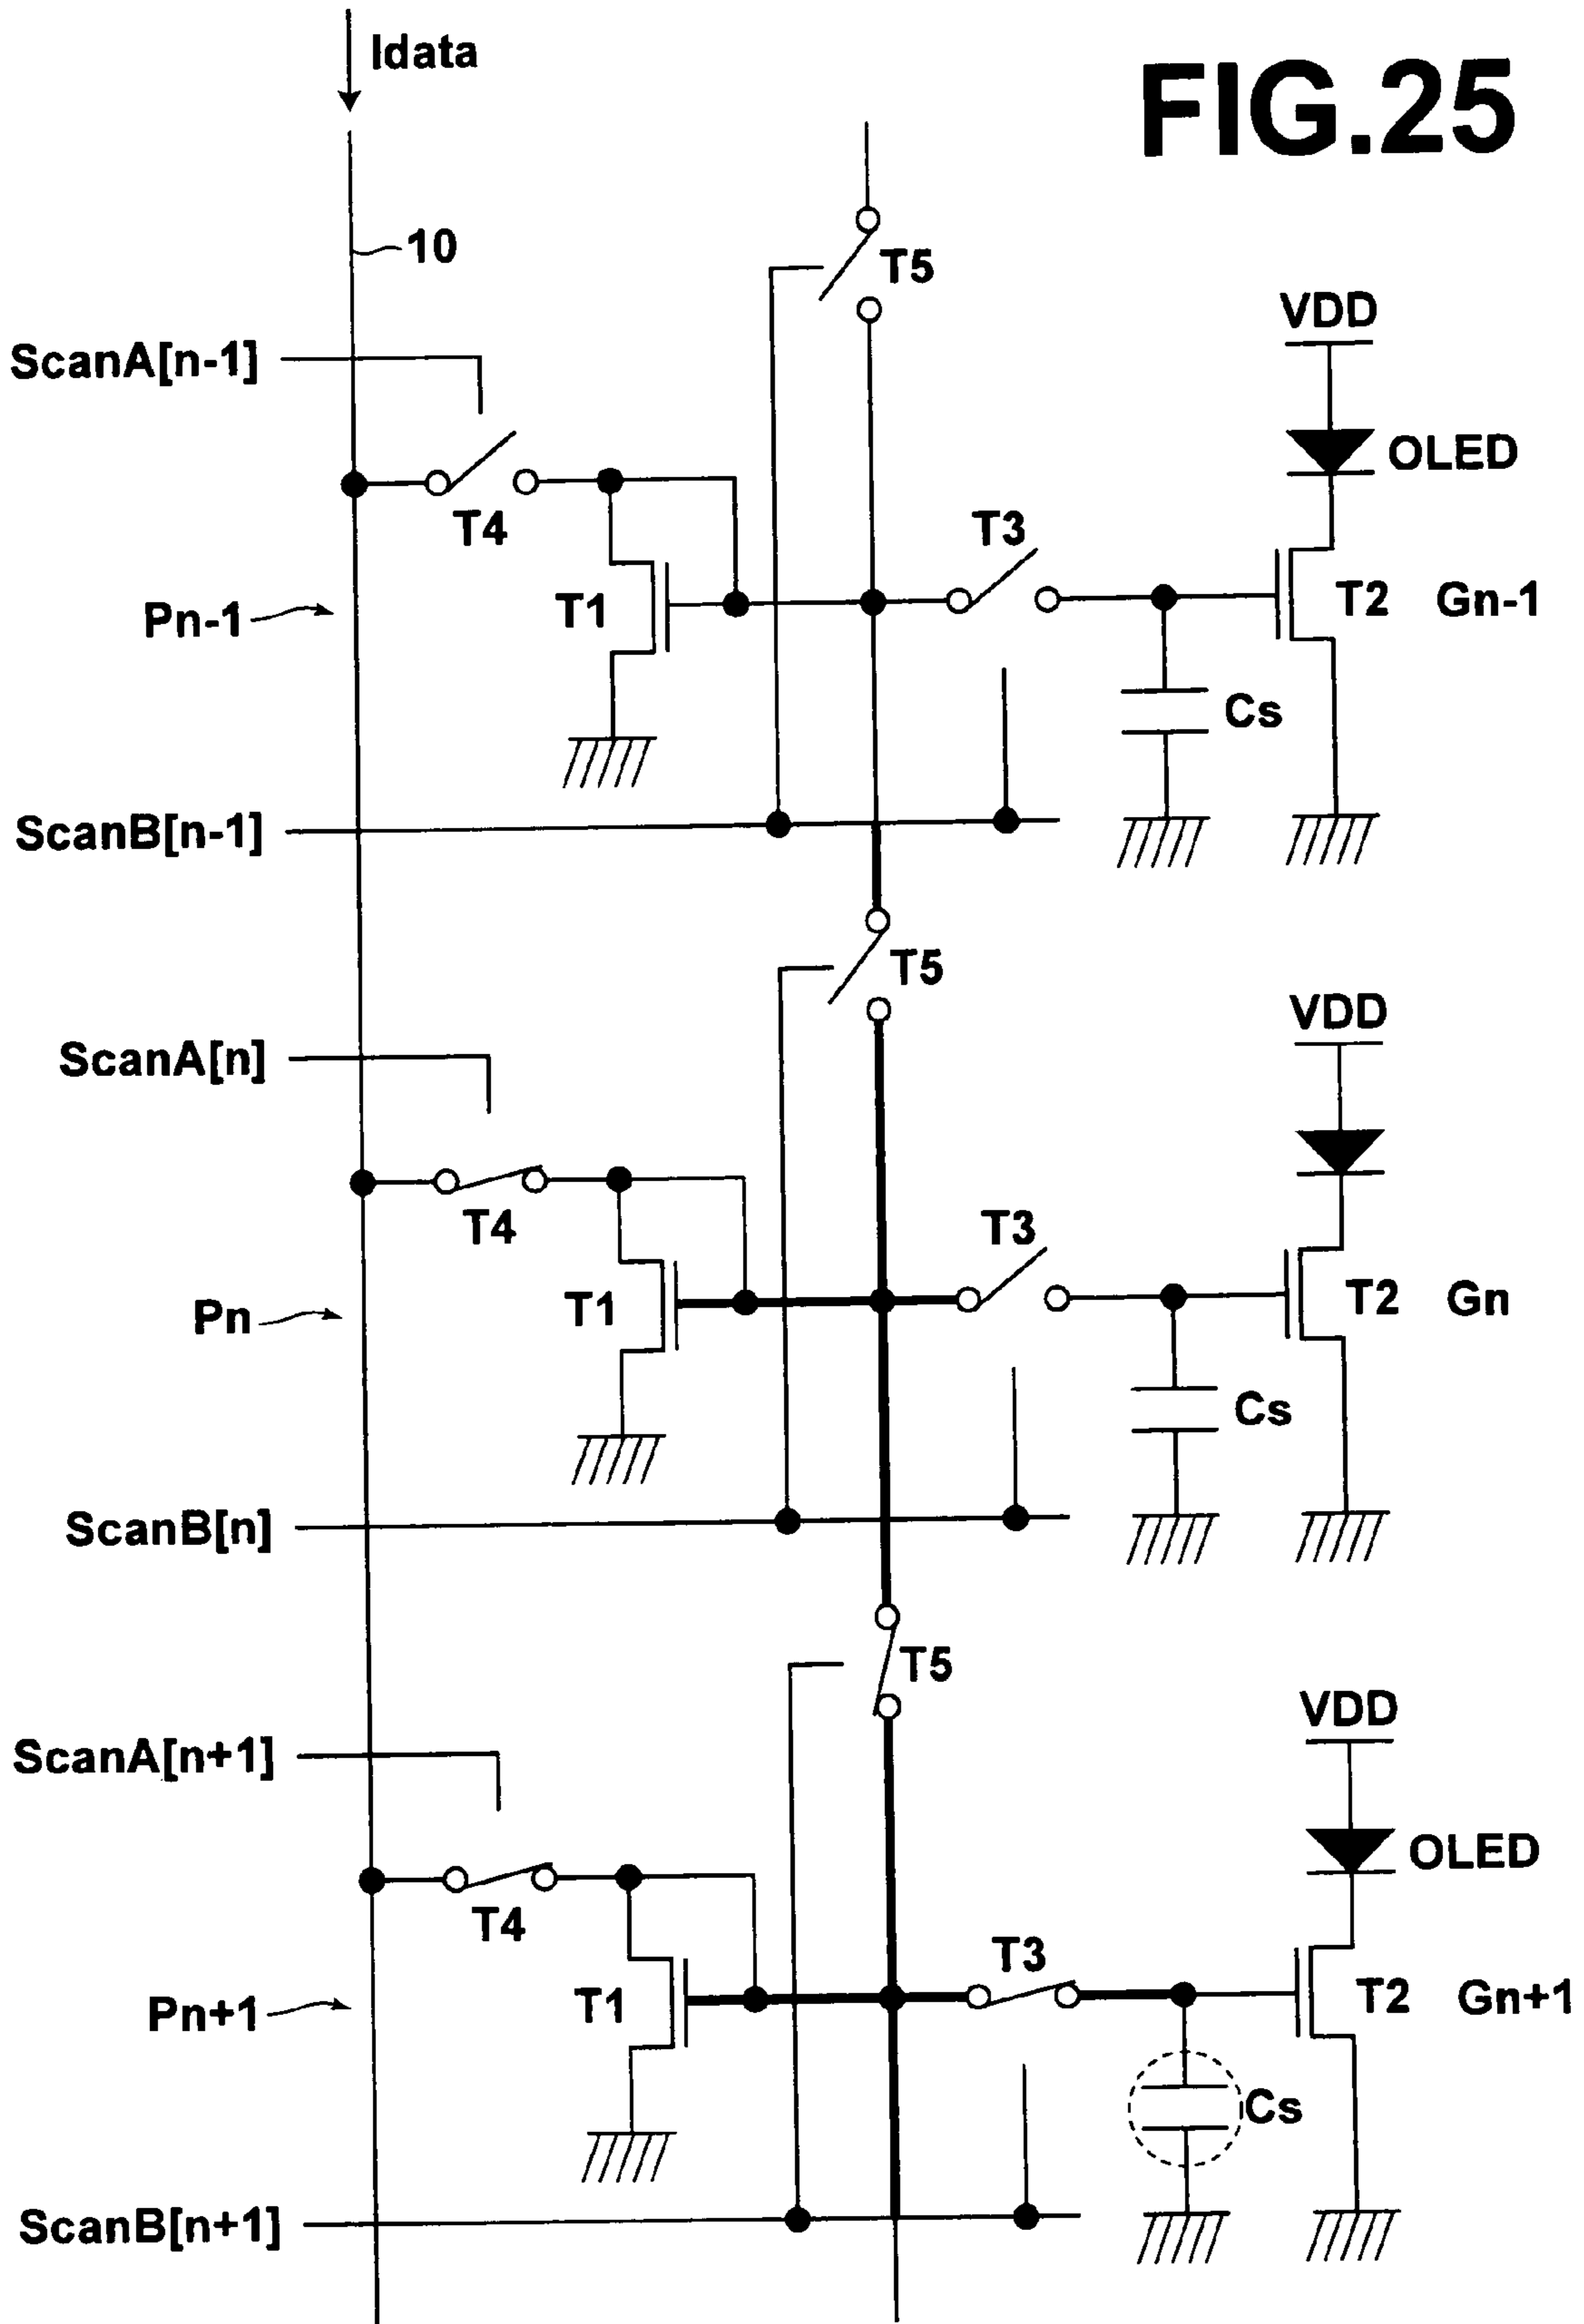 FIG.25
Idata
10
T5
VDD
ScanA[n-1]
OLED
T4
T3
Pn-1
T1
T2
Gn-1
Cs
ScanB[n-1]
T5
VDD
ScanA[n]
T4
T3
Pn
T1
T2
Gn
Cs
ScanB[n]
T5
VDD
ScanA[n+1]
OLED
T4
T3
Pn+1
T1
T2
Gn+1
Cs
ScanB[n+1]